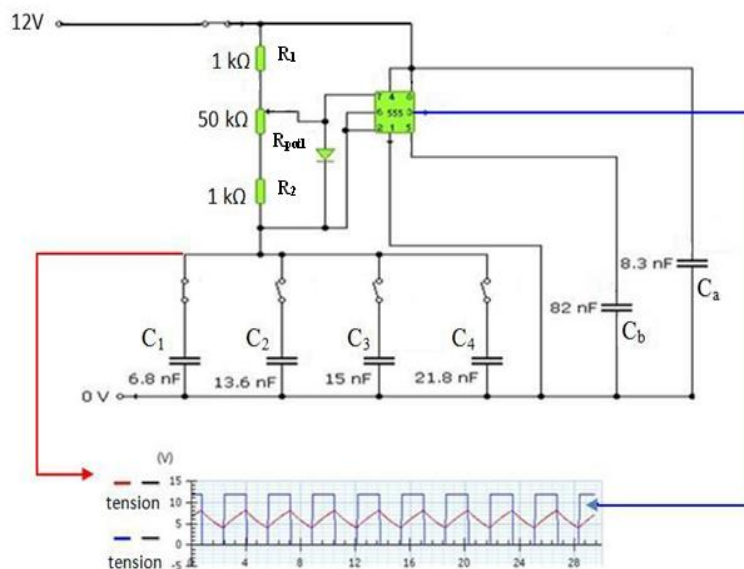 12V
1 kΩ R1
50 kΩ
Rpot1
1 kΩ R2
7 4 8
6 555 3
2 1 5
8.3 nF
Ca
82 nF
Cb
C1 C2 C3 C4
6.8 nF 13.6 nF 15 nF 21.8 nF
0 V
(V)
15
10
5
0
-5
tension
tension
4 8 12 16 20 24 28